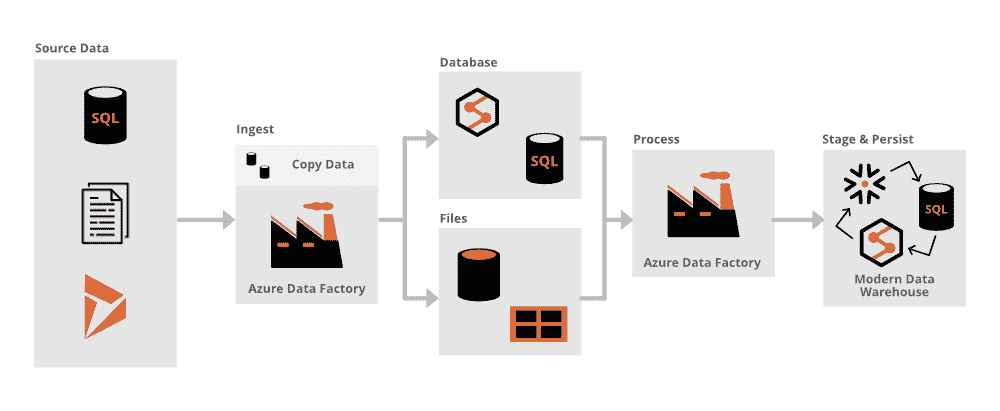 Source Data
SQL
Ingest
Copy Data
Azure Data Factory
Database
SQL
Files
Process
Azure Data Factory
Stage & Persist
SQL
Modern Data
Warehouse